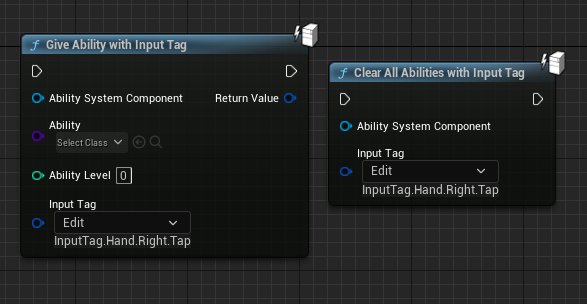 f Give Ability with Input Tag
Ability System Component
Return Value
Ability
Select Class
Ability Level 0
Input Tag
Edit
InputTag.Hand.Right.Tap
f Clear All Abilities with Input Tag
Ability System Component
Input Tag
Edit
InputTag.Hand.Right.Tap